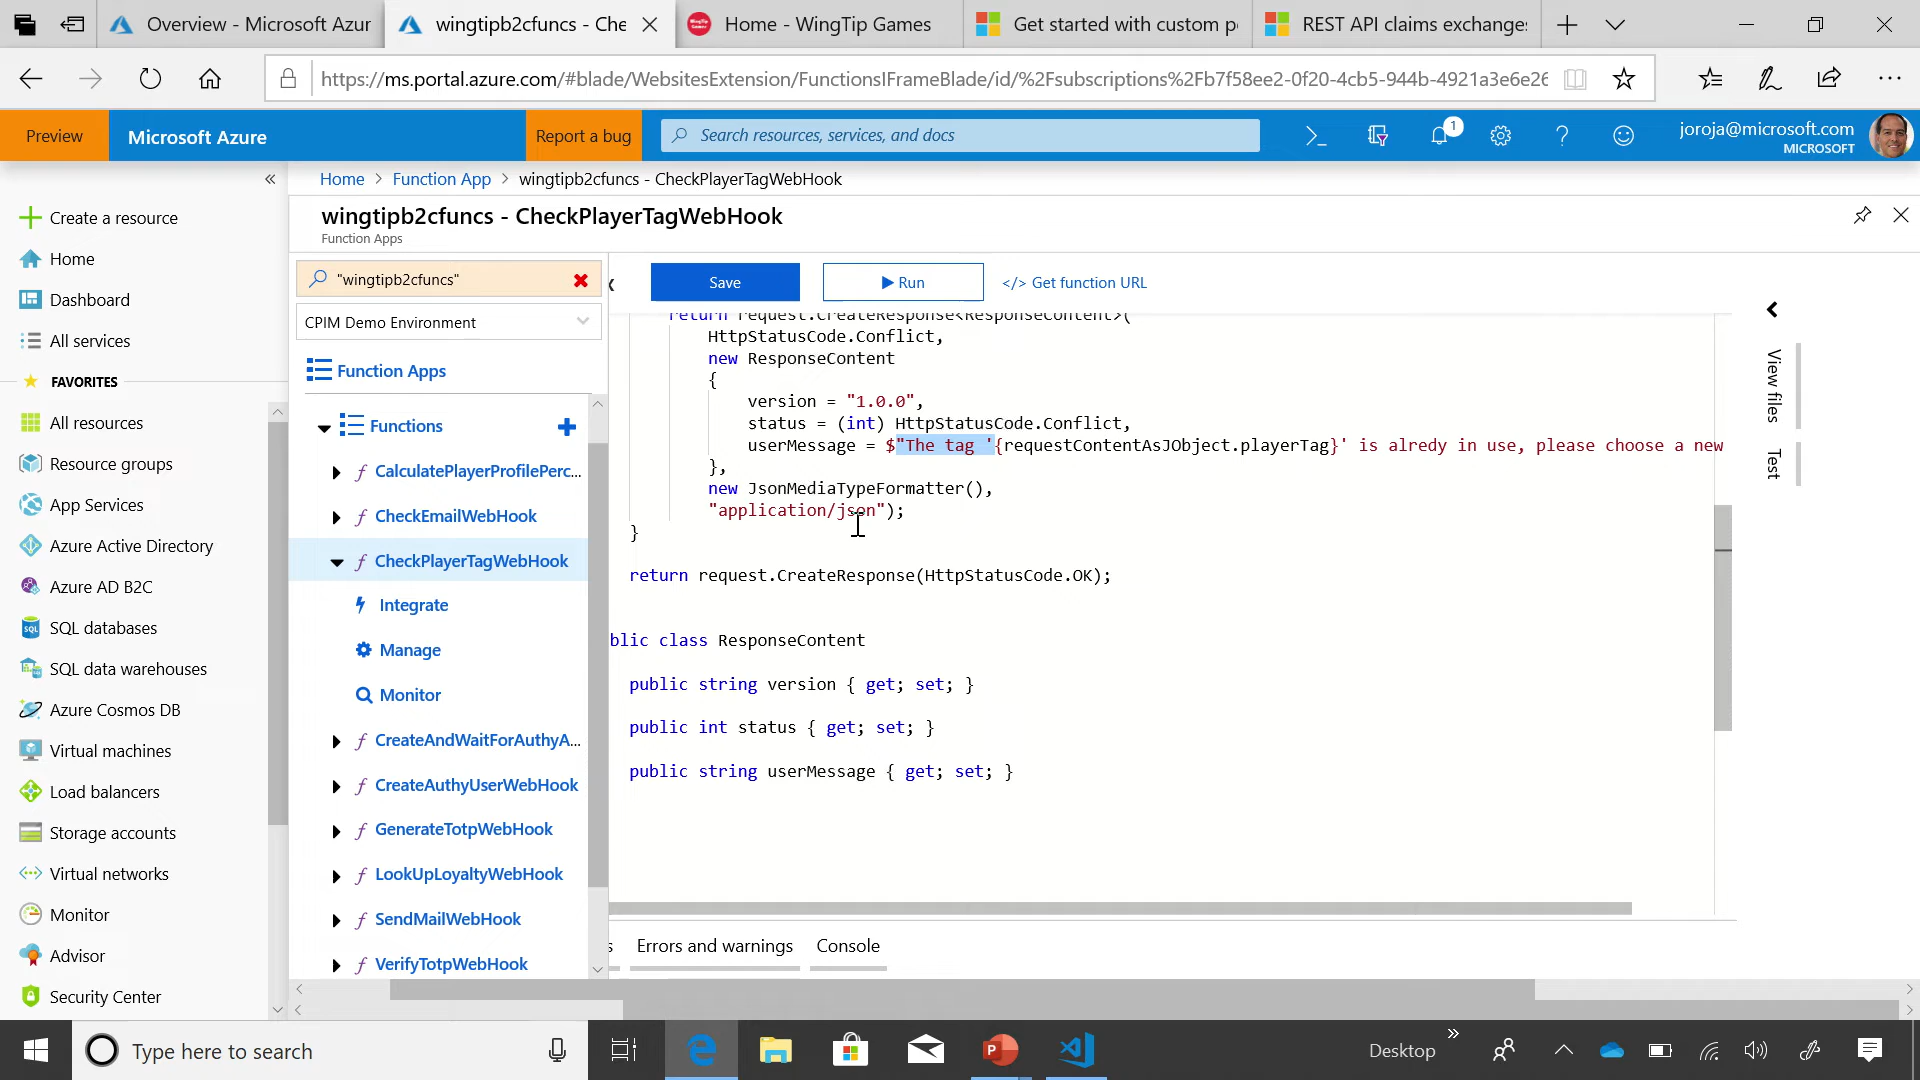 Overview - Microsoft Azur
wingtipb2cfuncs - Che
Home - WingTip Games
Get started with custom p
REST API claims exchanges
https://ms.portal.azure.com/#blade/WebsitesExtension/FunctionsIFrameBlade/id/%2Fsubscriptions%2Fb7f58ee2-0f20-4cb5-944b-4921a3e6e26
Preview
Microsoft Azure
Report a bug
Search resources, services, and docs
1
joroja@microsoft.com
MICROSOFT
Home > Function App > wingtipb2cfuncs - CheckPlayerTagWebHook
wingtipb2cfuncs - CheckPlayerTagWebHook
Function Apps
Create a resource
Home
Dashboard
All services
FAVORITES
All resources
Resource groups
App Services
Azure Active Directory
Azure AD B2C
SQL databases
SQL data warehouses
Azure Cosmos DB
Virtual machines
Load balancers
Storage accounts
Virtual networks
Monitor
Advisor
Security Center
"wingtipb2cfuncs"
CPIM Demo Environment
Function Apps
Functions
CalculatePlayerProfilePerc...
CheckEmailWebHook
CheckPlayerTagWebHook
Integrate
Manage
Monitor
CreateAndWaitForAuthyA...
CreateAuthyUserWebHook
GenerateTotpWebHook
LookUpLoyaltyWebHook
SendMailWebHook
VerifyTotpWebHook
Save
Run
</> Get function URL
return request.CreateResponse<ResponseContent>(
HttpStatusCode.Conflict,
new ResponseContent
{
version = "1.0.0",
status = (int) HttpStatusCode.Conflict,
userMessage = $"The tag '{requestContentAsJObject.playerTag}' is alredy in use, please choose a new
},
new JsonMediaTypeFormatter(),
"application/json");
}
return request.CreateResponse(HttpStatusCode.OK);
blic class ResponseContent
public string version { get; set; }
public int status { get; set; }
public string userMessage { get; set; }
s
Errors and warnings
Console
View files
Test
Type here to search
Desktop